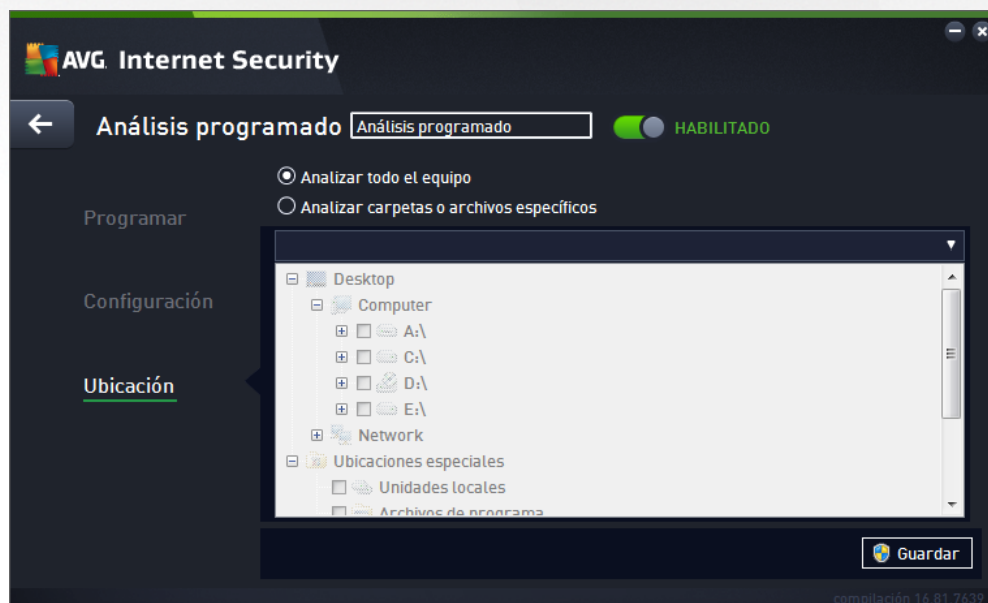 AVG. Internet Security
Análisis programado Análisis programado HABILITADO
Analizar todo el equipo
Analizar carpetas o archivos específicos
Programar
Configuración
Ubicación
Desktop
Computer
A:\
C:\
D:\
E:\
Network
Ubicaciones especiales
Unidades locales
Archivos de programa
Guardar
compilación 16.81.7639